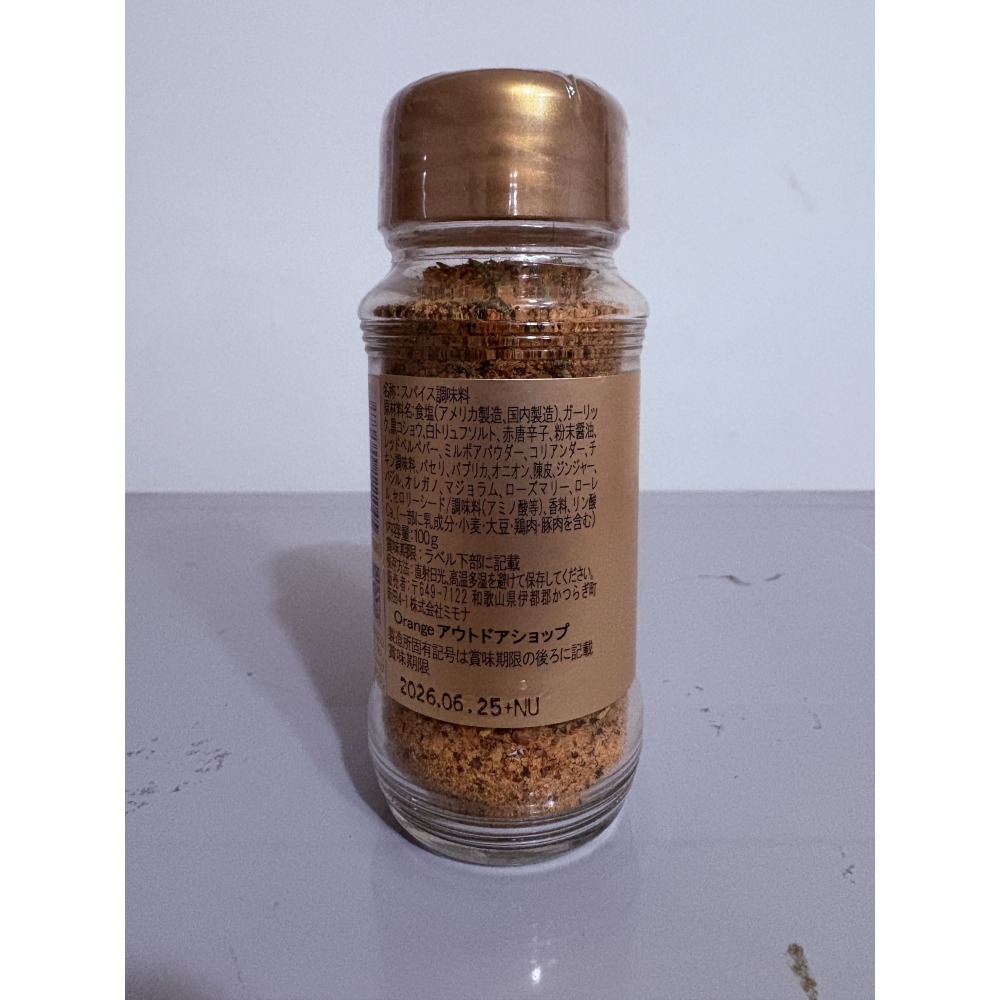 名称:スパイス調味料
原材料名:食塩(アメリカ製造、国内製造)、ガーリッ
ク、黒コショウ、白トリュフソルト、赤唐辛子、粉末醤油、
レッドベルペパー、ミルポアパウダー、コリアンダー、チ
キン調味料、パセリ、パプリカ、オニオン、陳皮、ジンジャー、
バジル、オレガノ、マジョラム、ローズマリー、ローレ
ル、セロリーシード/調味料(アミノ酸等)、香料、リン酸
Ca、(一部に乳成分・小麦・大豆・鶏肉・豚肉を含む)
内容量:100g
賞味期限:ラベル下部に記載
保存方法:直射日光、高温多湿を避けて保存してください。
販売者:〒649-7122 和歌山県伊都郡かつらぎ町
新田4-1 株式会社ミモナ
Orange アウトドアショップ
製造所固有記号は賞味期限の後ろに記載
賞味期限
2026.06.25+NU